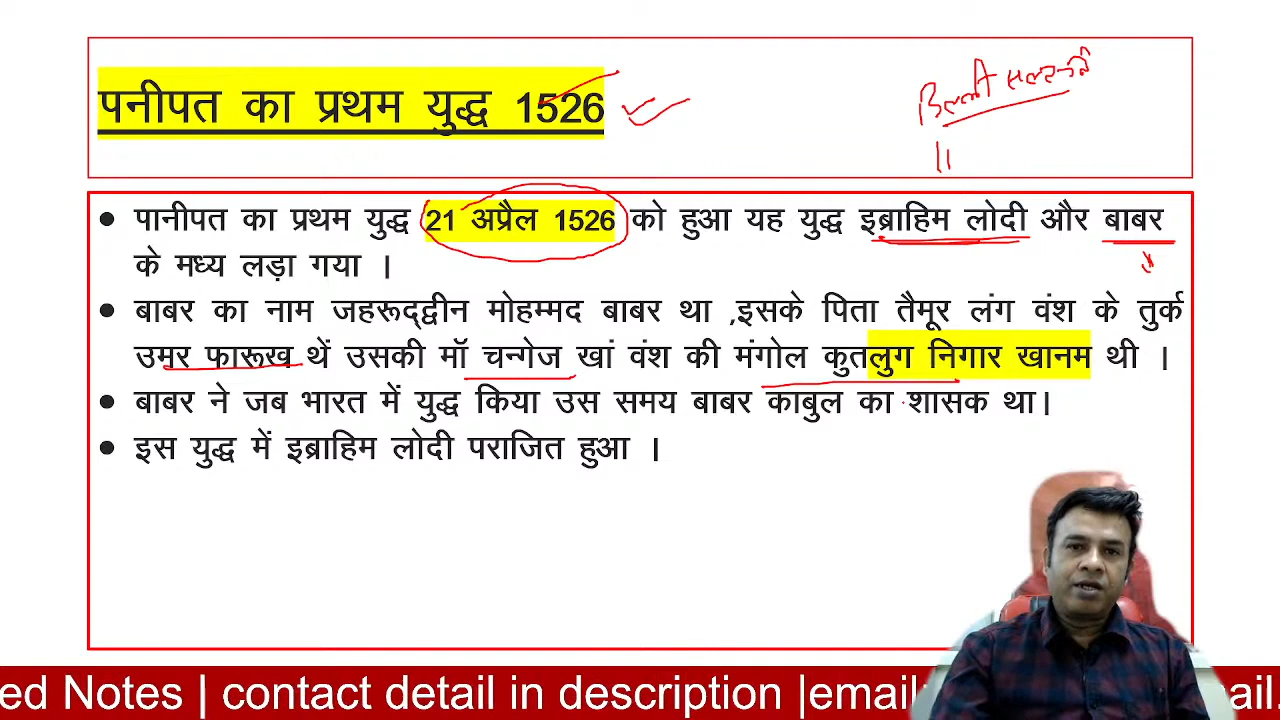 पनीपत का प्रथम युद्ध 1526
• पानीपत का प्रथम युद्ध 21 अप्रैल 1526 को हुआ यह युद्ध इब्राहिम लोदी और बाबर
के मध्य लड़ा गया ।
• बाबर का नाम जहरूद्द्वीन मोहम्मद बाबर था ,इसके पिता तैमूर लंग वंश के तुर्क
उमर फारूख थें उसकी मॉ चन्गेज खां वंश की मंगोल कुतलुग निगार खानम थी ।
• बाबर ने जब भारत में युद्ध किया उस समय बाबर काबुल का शासक था।
• इस युद्ध में इब्राहिम लोदी पराजित हुआ ।
ed Notes | contact detail in description |email
mail.